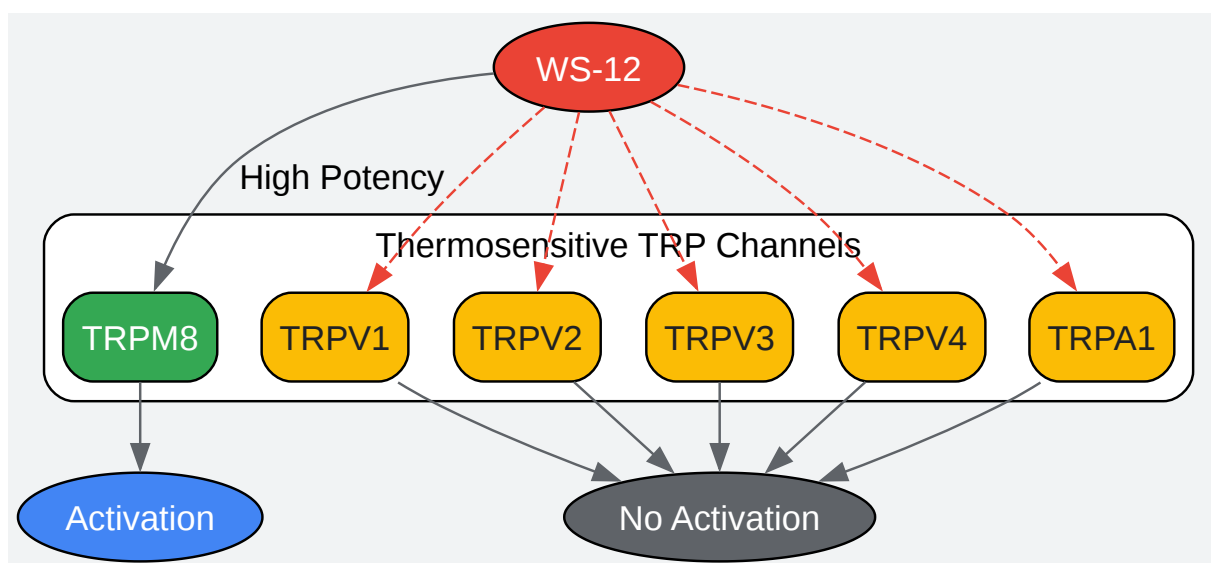 WS-12
High Potency
Thermosensitive TRP Channels
TRPM8
TRPV1
TRPV2
TRPV3
TRPV4
TRPA1
Activation
No Activation